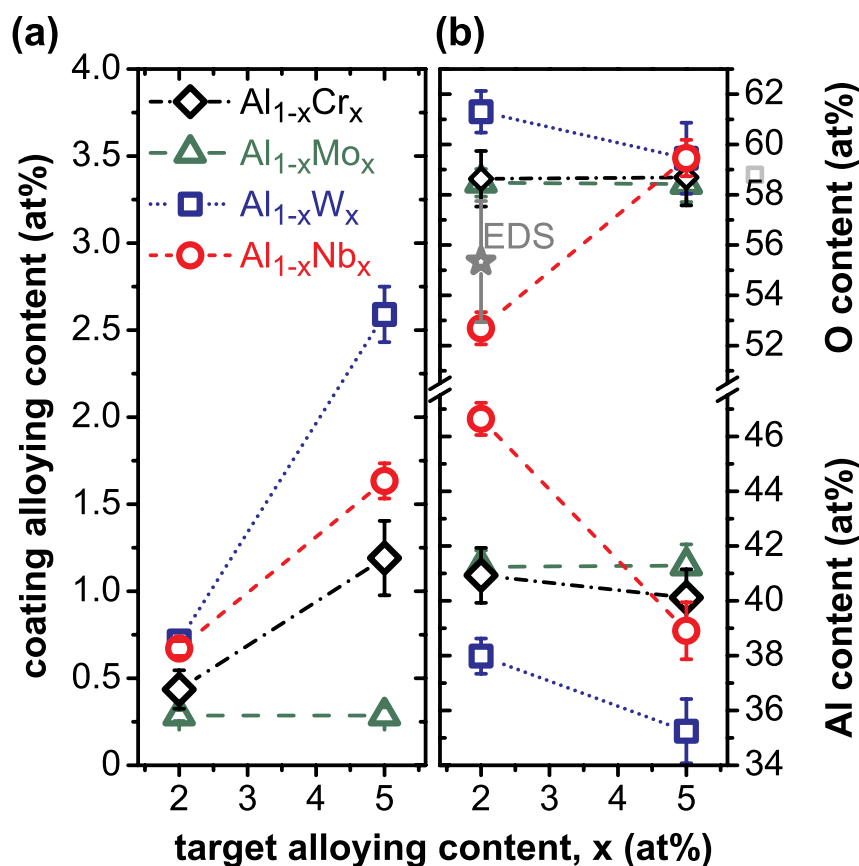 (a)
(b)
4.0
3.5
3.0
2.5
2.0
1.5
1.0
0.5
0
coating alloying content (at%)
Al1-xCrx
Al1-xMox
Al1-xWx
Al1-xNbx
EDS
62
60
58
56
54
52
O content (at%)
46
44
42
40
38
36
34
Al content (at%)
2 3 4 5
2 3 4 5
target alloying content, x (at%)